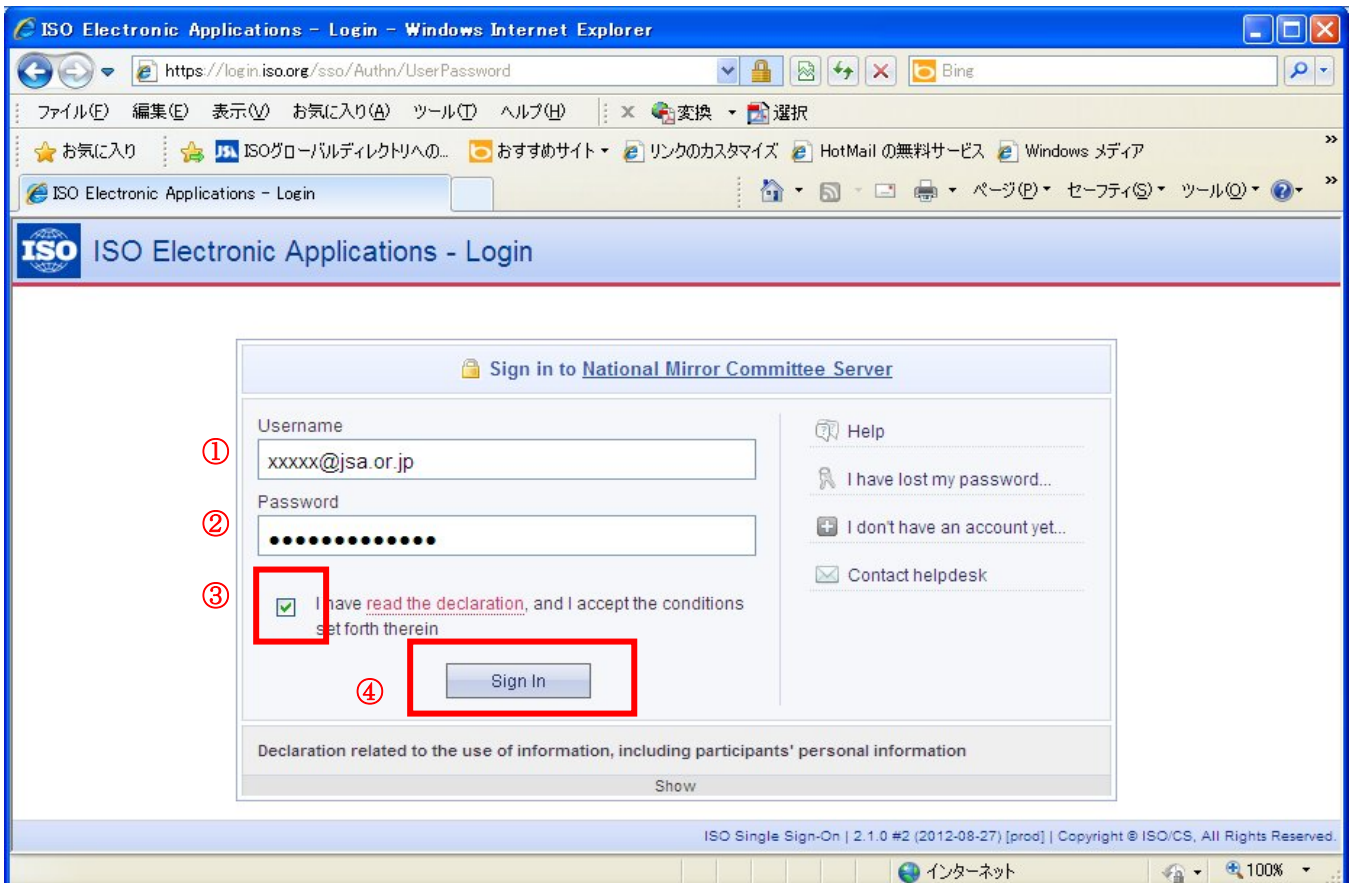 ISO Electronic Applications - Login - Windows Internet Explorer
https://login.iso.org/sso/Authn/UserPassword
Bing
ファイル(F) 編集(E) 表示(V) お気に入り(A) ツール(T) ヘルプ(H) x 変換 選択
お気に入り JSA ISOグローバルディレクトリへの... おすすめサイト リンクのカスタマイズ HotMail の無料サービス Windows メディア »
ISO Electronic Applications - Login ページ(P) セーフティ(S) ツール(O) »
ISO ISO Electronic Applications - Login
Sign in to National Mirror Committee Server
Username
① xxxxx@jsa.or.jp
Password
② •••••••••••••
③ I have read the declaration, and I accept the conditions
set forth therein
④ Sign In
Help
I have lost my password...
I don't have an account yet...
Contact helpdesk
Declaration related to the use of information, including participants' personal information
Show
ISO Single Sign-On | 2.1.0 #2 (2012-08-27) [prod] | Copyright © ISO/CS, All Rights Reserved.
インターネット 100%